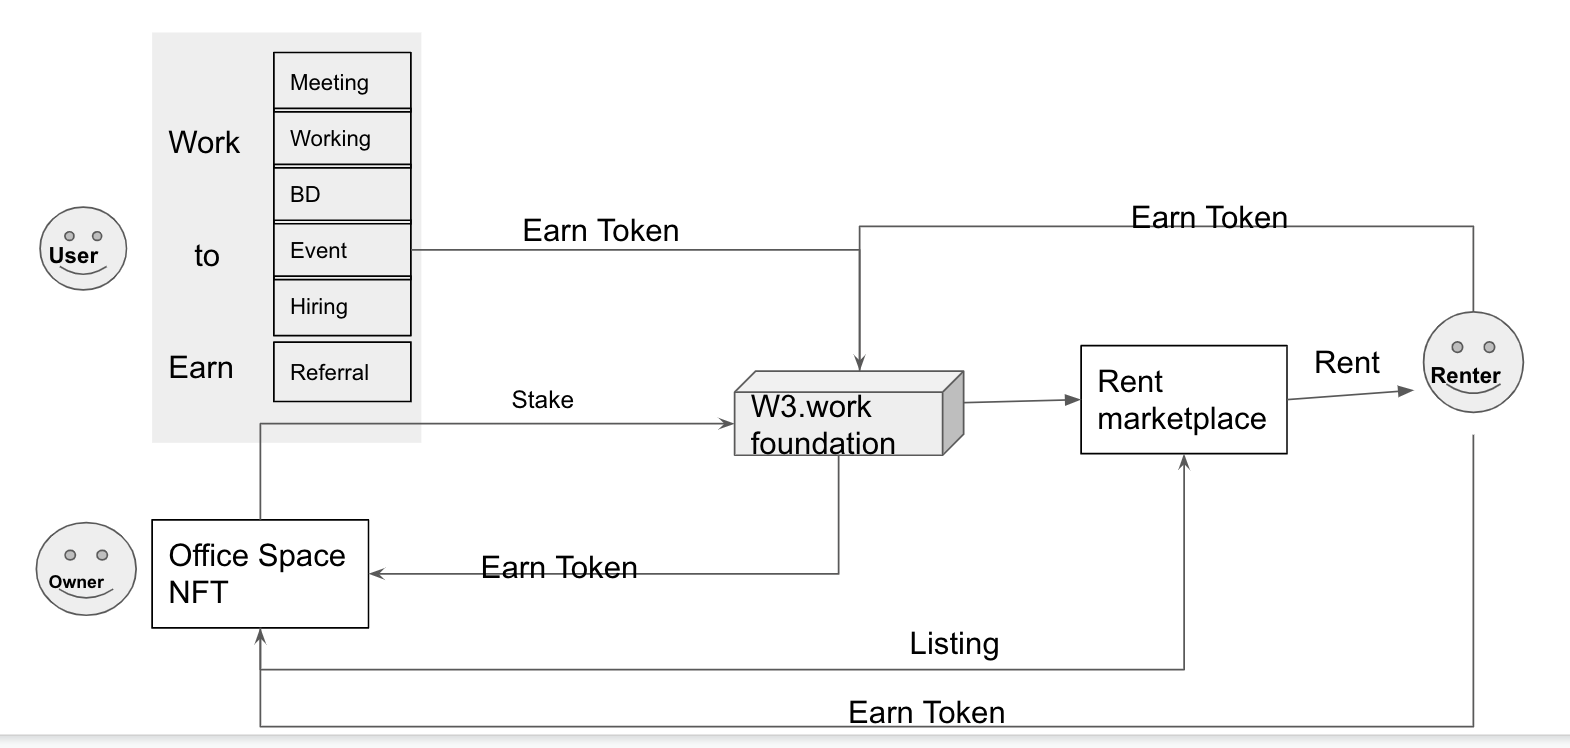 Meeting
Work
Working
BD
User
to
Event
Hiring
Earn
Referral
Earn Token
Earn Token
Stake
W3.work
foundation
Rent
marketplace
Rent
Renter
Owner
Office Space
NFT
Earn Token
Listing
Earn Token